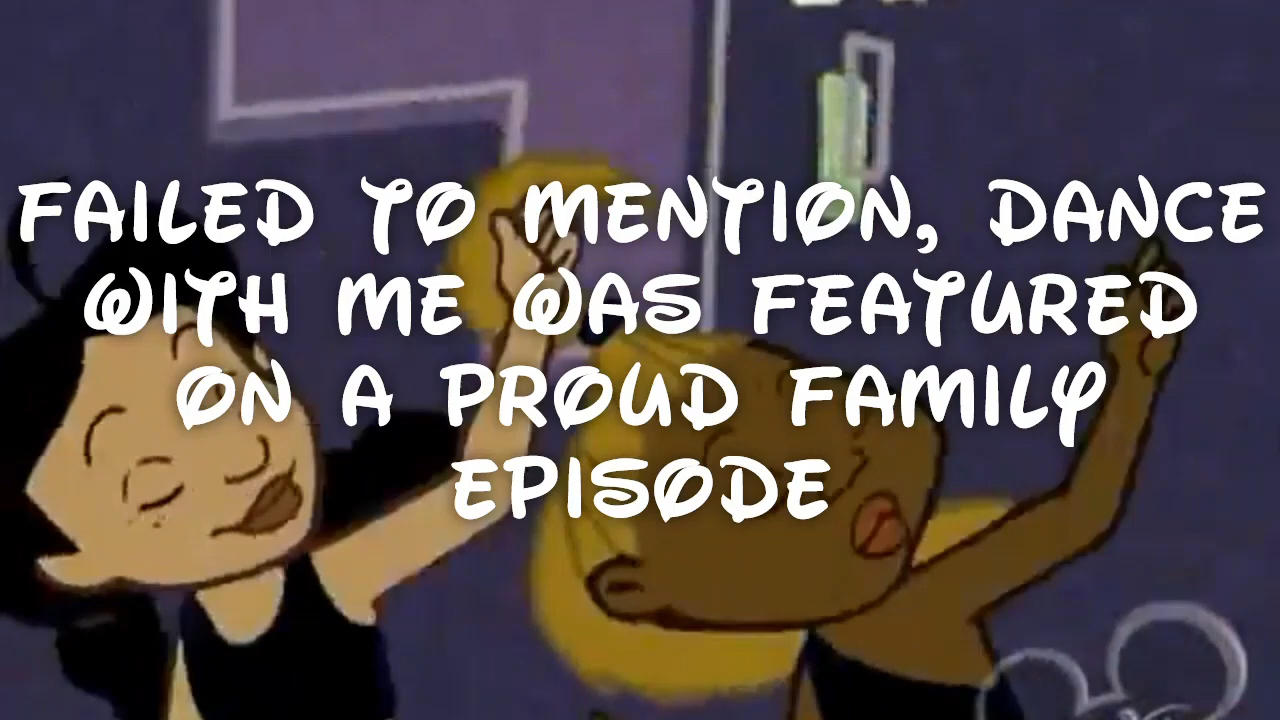 FAILED TO MENTION, DANCE
WITH ME WAS FEATURED
ON A PROUD FAMILY
EPISODE